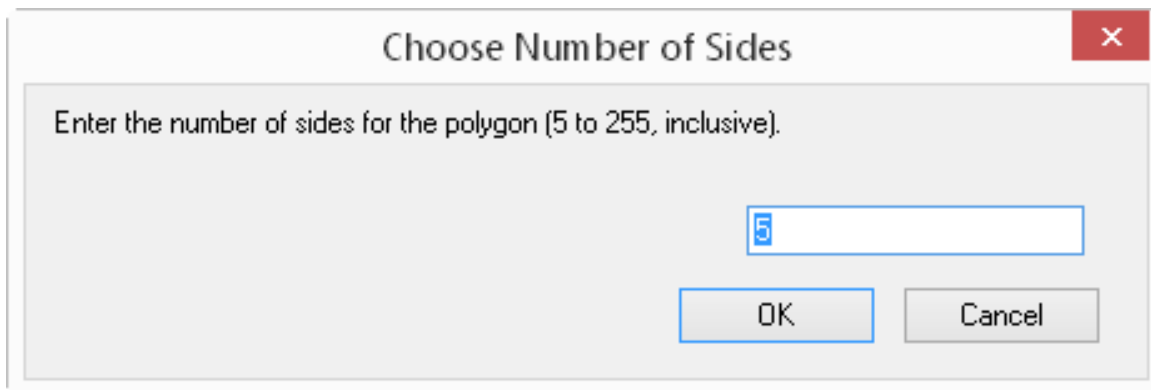 Choose Number of Sides
Enter the number of sides for the polygon (5 to 255, inclusive).
5
OK Cancel